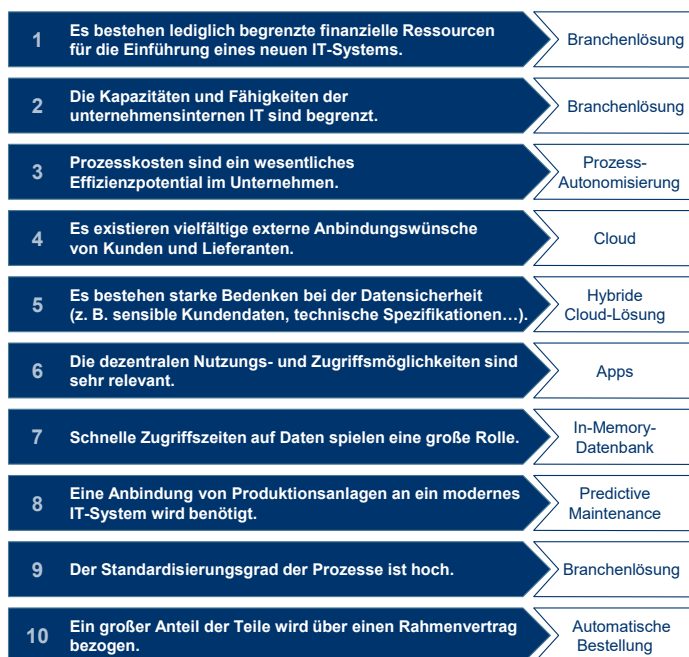 1
Es bestehen lediglich begrenzte finanzielle Ressourcen
für die Einführung eines neuen IT-Systems.
Branchenlösung
2
Die Kapazitäten und Fähigkeiten der
unternehmensinternen IT sind begrenzt.
Branchenlösung
3
Prozesskosten sind ein wesentliches
Effizienzpotential im Unternehmen.
Prozess-
Autonomisierung
4
Es existieren vielfältige externe Anbindungswünsche
von Kunden und Lieferanten.
Cloud
5
Es bestehen starke Bedenken bei der Datensicherheit
(z. B. sensible Kundendaten, technische Spezifikationen…).
Hybride
Cloud-Lösung
6
Die dezentralen Nutzungs- und Zugriffsmöglichkeiten sind
sehr relevant.
Apps
7
Schnelle Zugriffszeiten auf Daten spielen eine große Rolle.
In-Memory-
Datenbank
8
Eine Anbindung von Produktionsanlagen an ein modernes
IT-System wird benötigt.
Predictive
Maintenance
9
Der Standardisierungsgrad der Prozesse ist hoch.
Branchenlösung
10
Ein großer Anteil der Teile wird über einen Rahmenvertrag
bezogen.
Automatische
Bestellung